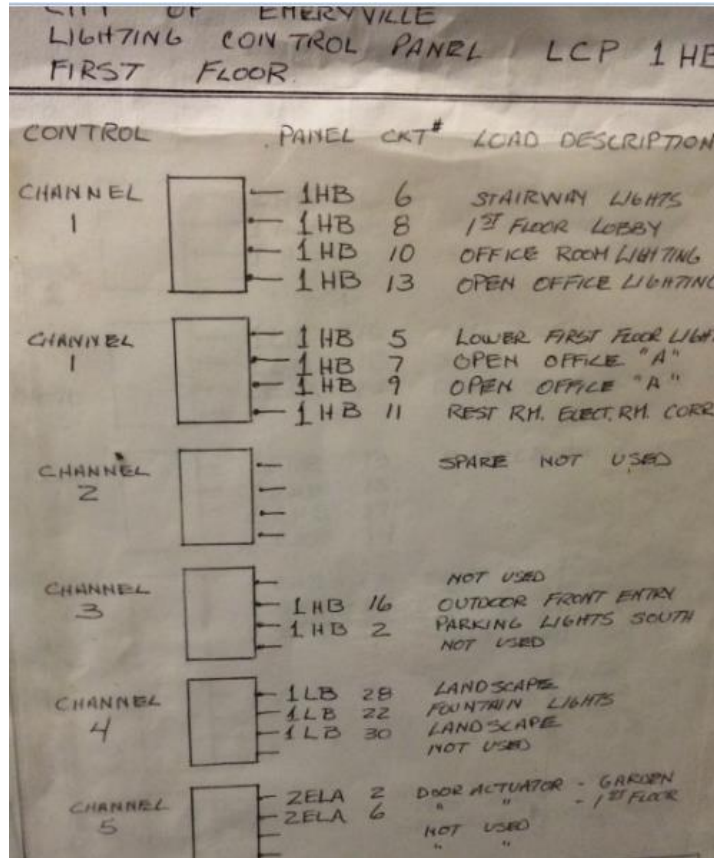 CITY OF EMERYVILLE
LIGHTING CONTROL PANEL LCP 1HB
FIRST FLOOR
CONTROL PANEL CKT# LOAD DESCRIPTION
CHANNEL 1HB 6 STAIRWAY LIGHTS
1 1HB 8 1ST FLOOR LOBBY
1HB 10 OFFICE ROOM LIGHTING
1HB 13 OPEN OFFICE LIGHTING
CHANNEL 1HB 5 LOWER FIRST FLOOR LIGHT
1 1HB 7 OPEN OFFICE "A"
1HB 9 OPEN OFFICE "A"
1HB 11 REST RM. ELECT. RM. CORR
CHANNEL SPARE NOT USED
2
NOT USED
CHANNEL 1HB 16 OUTDOOR FRONT ENTRY
3 1HB 2 PARKING LIGHTS SOUTH
NOT USED
CHANNEL 1LB 28 LANDSCAPE
4 1LB 22 FOUNTAIN LIGHTS
1LB 30 LANDSCAPE
NOT USED
CHANNEL 2ELA 2 DOOR ACTUATOR - GARDEN
5 2ELA 6 " " - 1ST FLOOR
NOT USED
" "